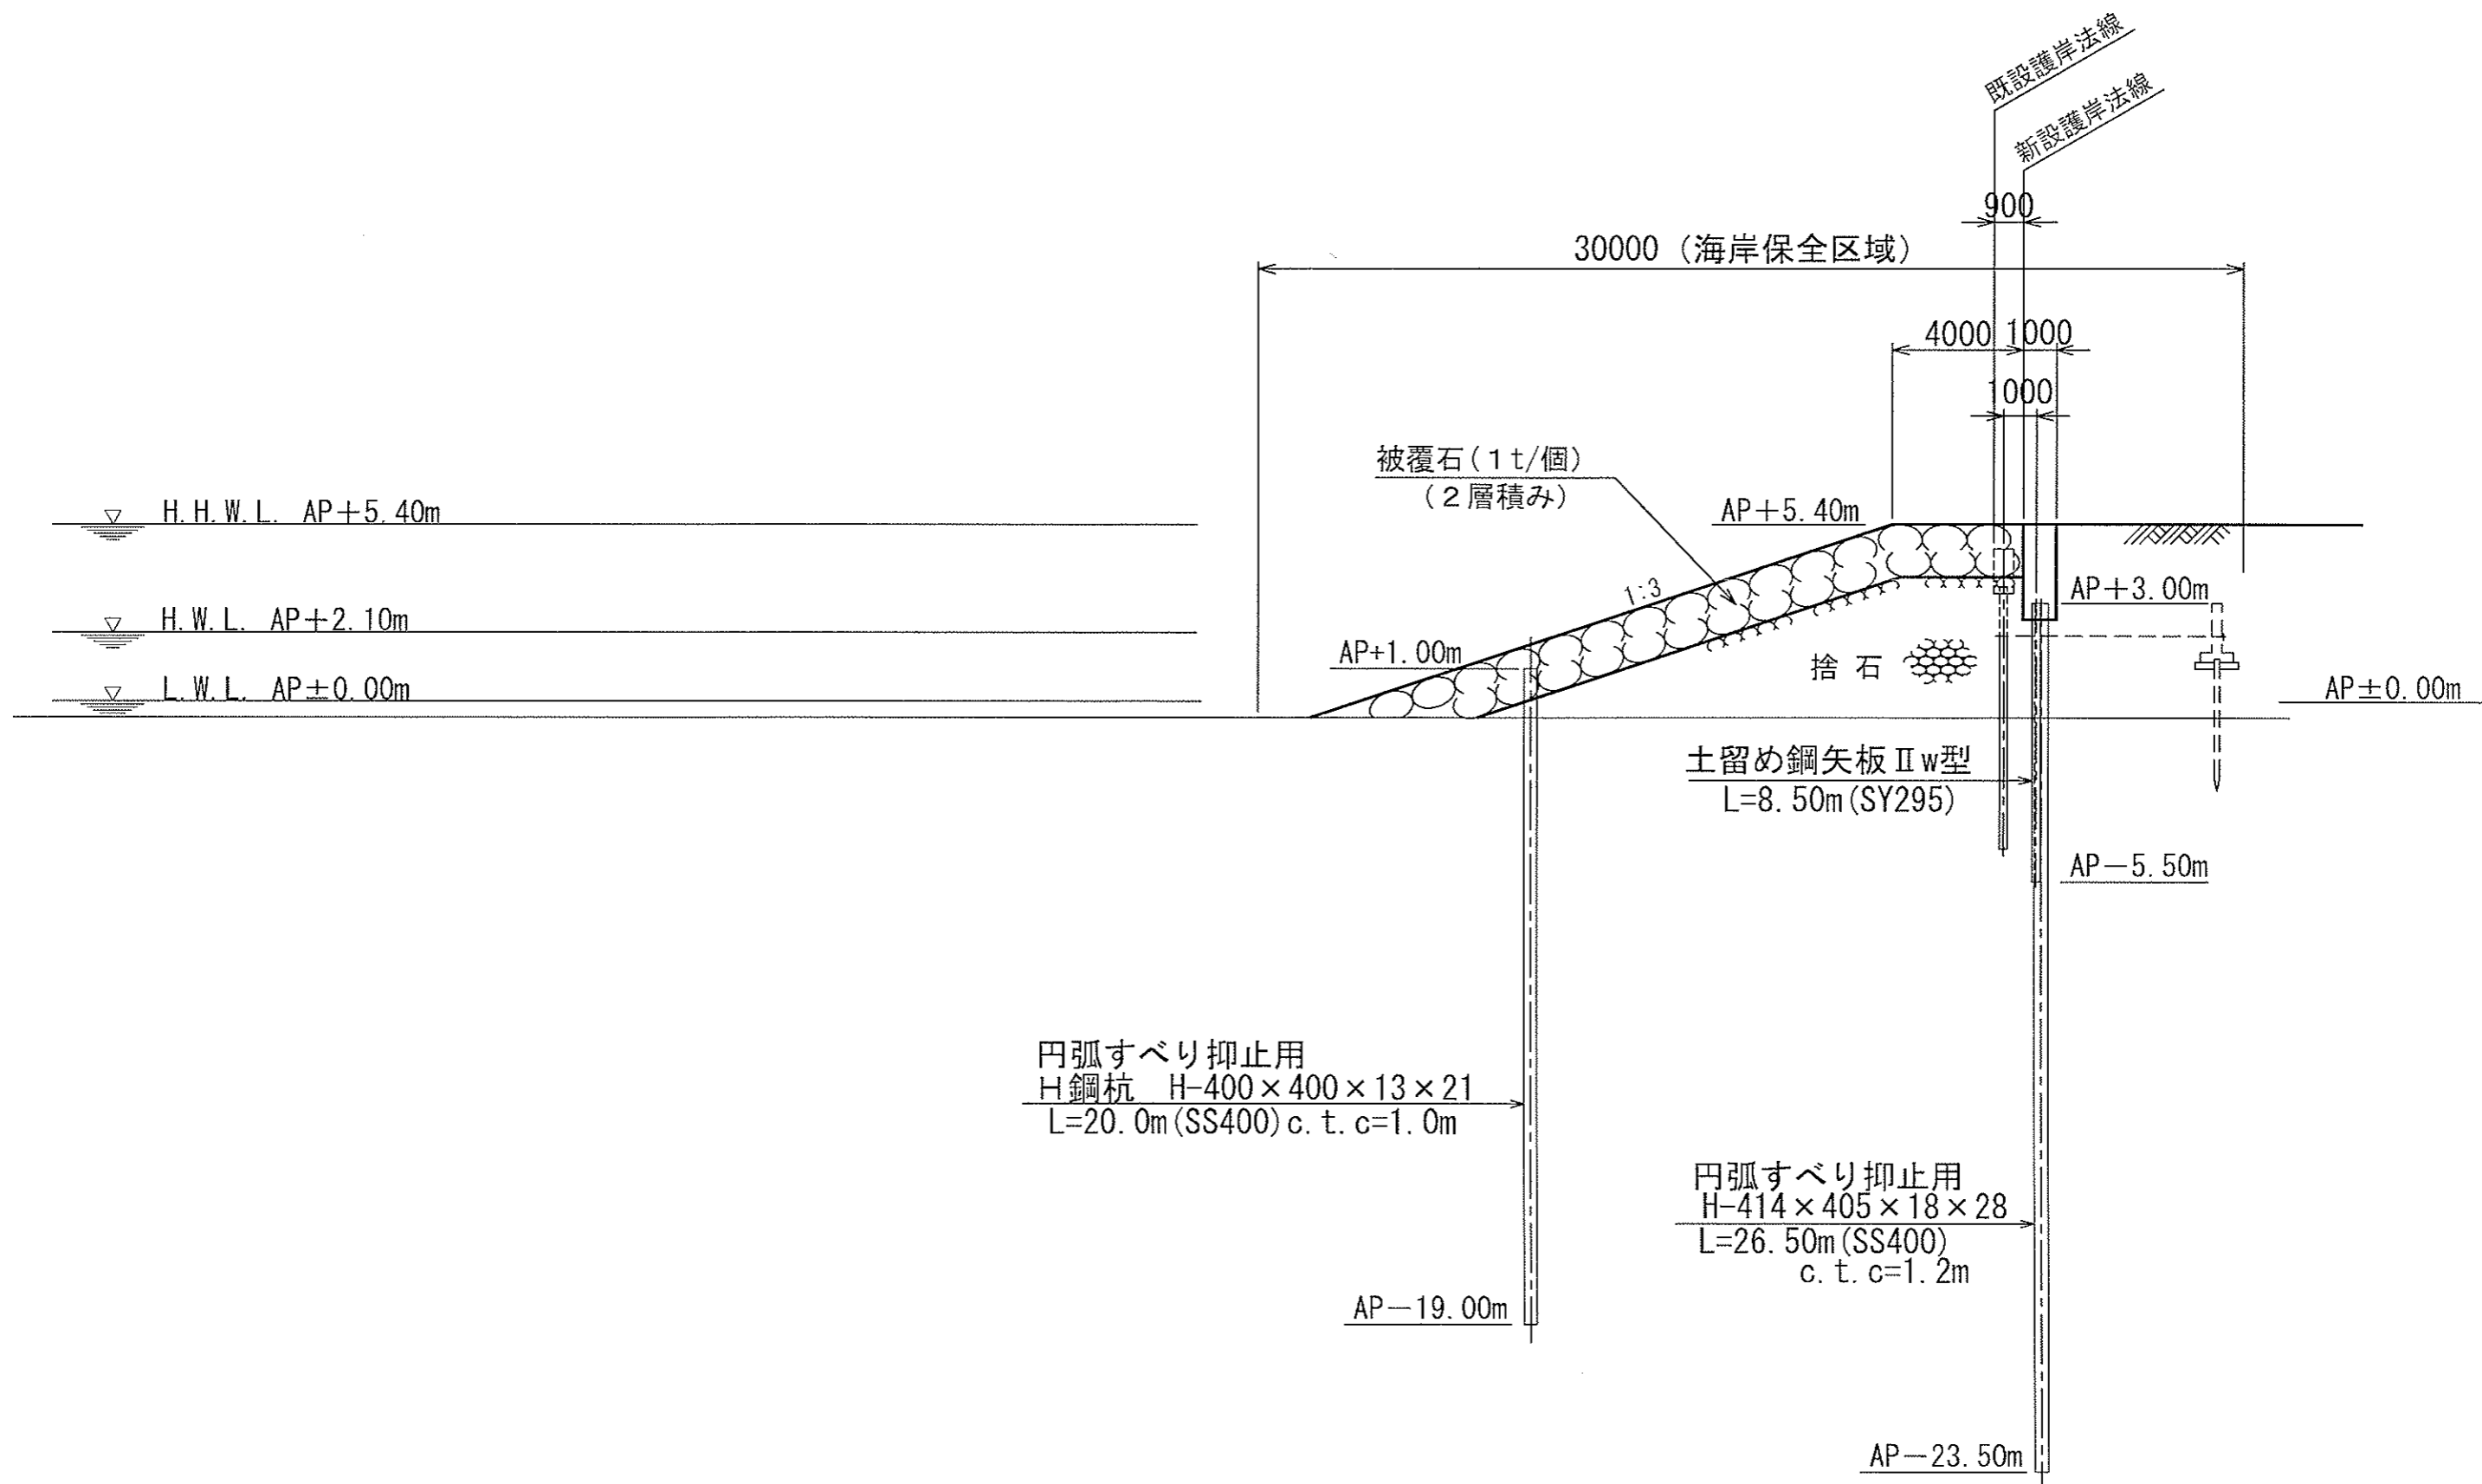 既設護岸法線
新設護岸法線
900
30000 (海岸保全区域)
4000 1000
1000
被覆石(1t/個)
(2層積み)
H.H.W.L. AP+5.40m
AP+5.40m
1:3
AP+3.00m
H.W.L. AP+2.10m
AP+1.00m
捨 石
L.W.L. AP±0.00m
AP±0.00m
土留め鋼矢板Ⅱw型
L=8.50m(SY295)
AP-5.50m
円弧すべり抑止用
H鋼杭 H-400×400×13×21
L=20.0m(SS400)c.t.c=1.0m
円弧すべり抑止用
H-414×405×18×28
L=26.50m(SS400)
c.t.c=1.2m
AP-19.00m
AP-23.50m